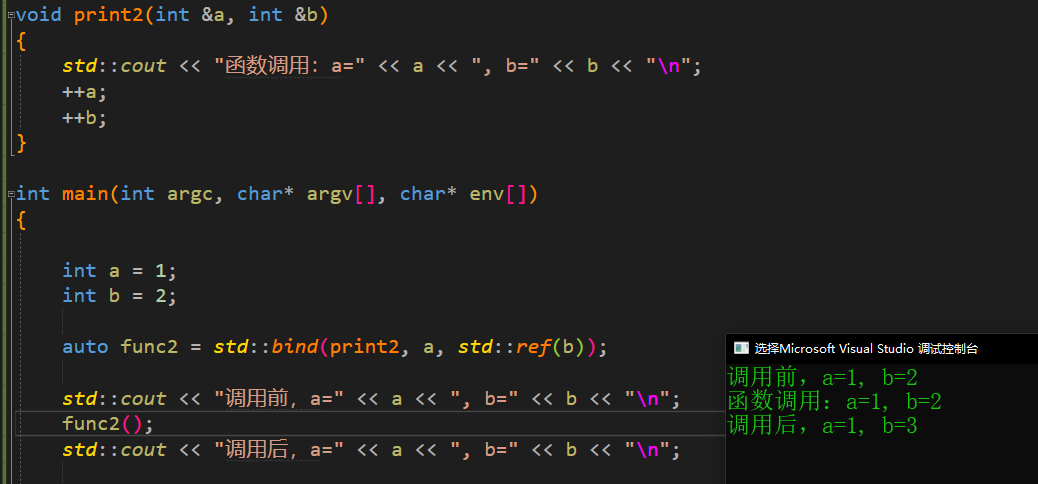 void print2(int &a, int &b)
{
std::cout << "函数调用：a=" << a << ", b=" << b << "\n";
++a;
++b;
}
int main(int argc, char* argv[], char* env[])
{
int a = 1;
int b = 2;
auto func2 = std::bind(print2, a, std::ref(b));
std::cout << "调用前，a=" << a << ", b=" << b << "\n";
func2();
std::cout << "调用后，a=" << a << ", b=" << b << "\n";
选择Microsoft Visual Studio 调试控制台
调用前，a=1, b=2
函数调用：a=1, b=2
调用后，a=1, b=3